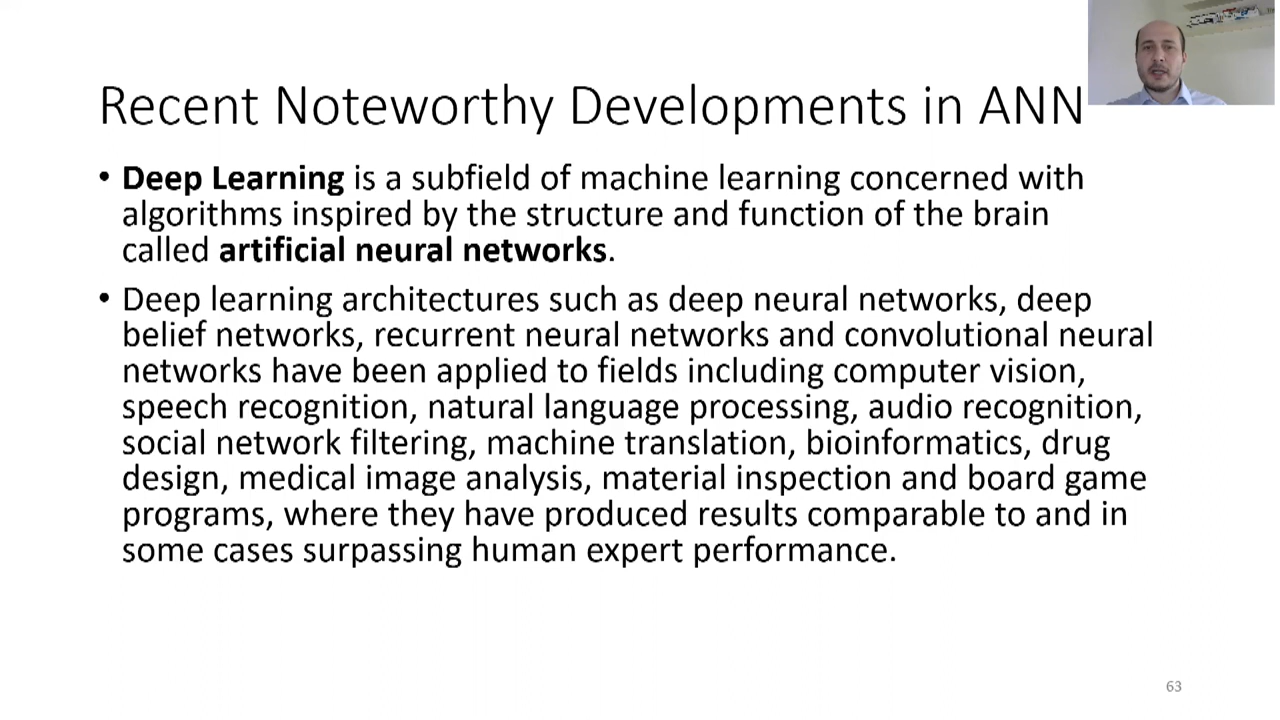 Recent Noteworthy Developments in ANN
• Deep Learning is a subfield of machine learning concerned with
algorithms inspired by the structure and function of the brain
called artificial neural networks.
• Deep learning architectures such as deep neural networks, deep
belief networks, recurrent neural networks and convolutional neural
networks have been applied to fields including computer vision,
speech recognition, natural language processing, audio recognition,
social network filtering, machine translation, bioinformatics, drug
design, medical image analysis, material inspection and board game
programs, where they have produced results comparable to and in
some cases surpassing human expert performance.
63